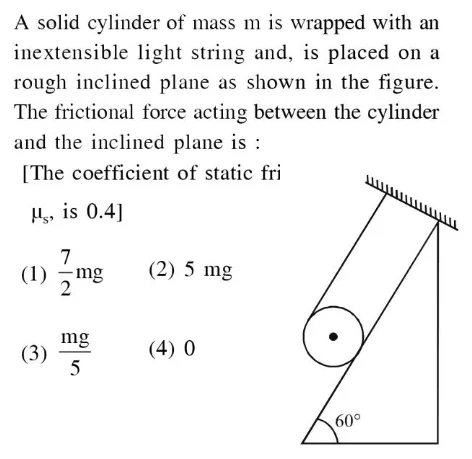 A solid cylinder of mass m is wrapped with an
inextensible light string and, is placed on a
rough inclined plane as shown in the figure.
The frictional force acting between the cylinder
and the inclined plane is :
[The coefficient of static fri
μₛ, is 0.4]
(1) 7/2 mg (2) 5 mg
(3) mg/5 (4) 0
60°